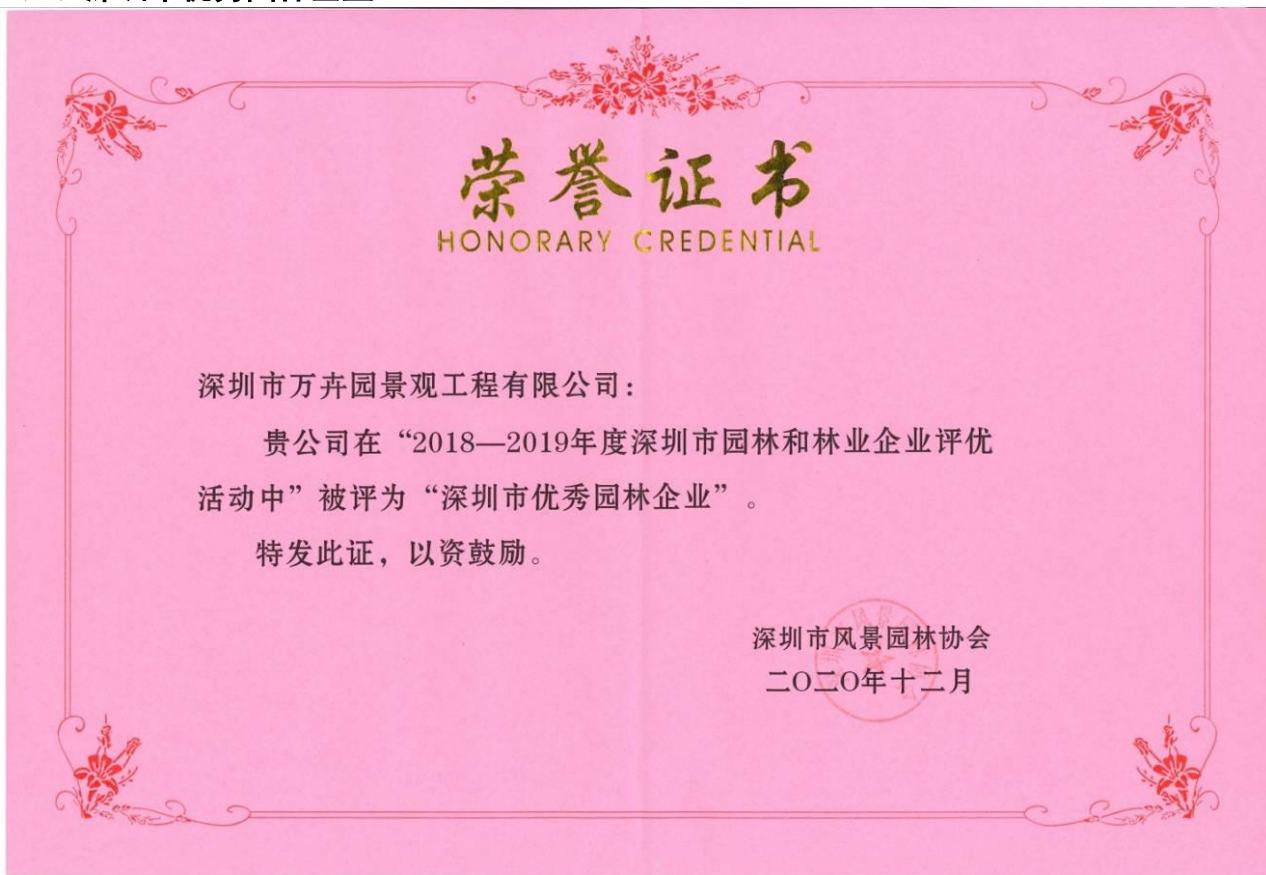 荣誉证书
HONORARY CREDENTIAL
深圳市万卉园景观工程有限公司：
贵公司在“2018—2019年度深圳市园林和林业企业评优
活动中”被评为“深圳市优秀园林企业”。
特发此证，以资鼓励。
深圳市风景园林协会
二〇二〇年十二月